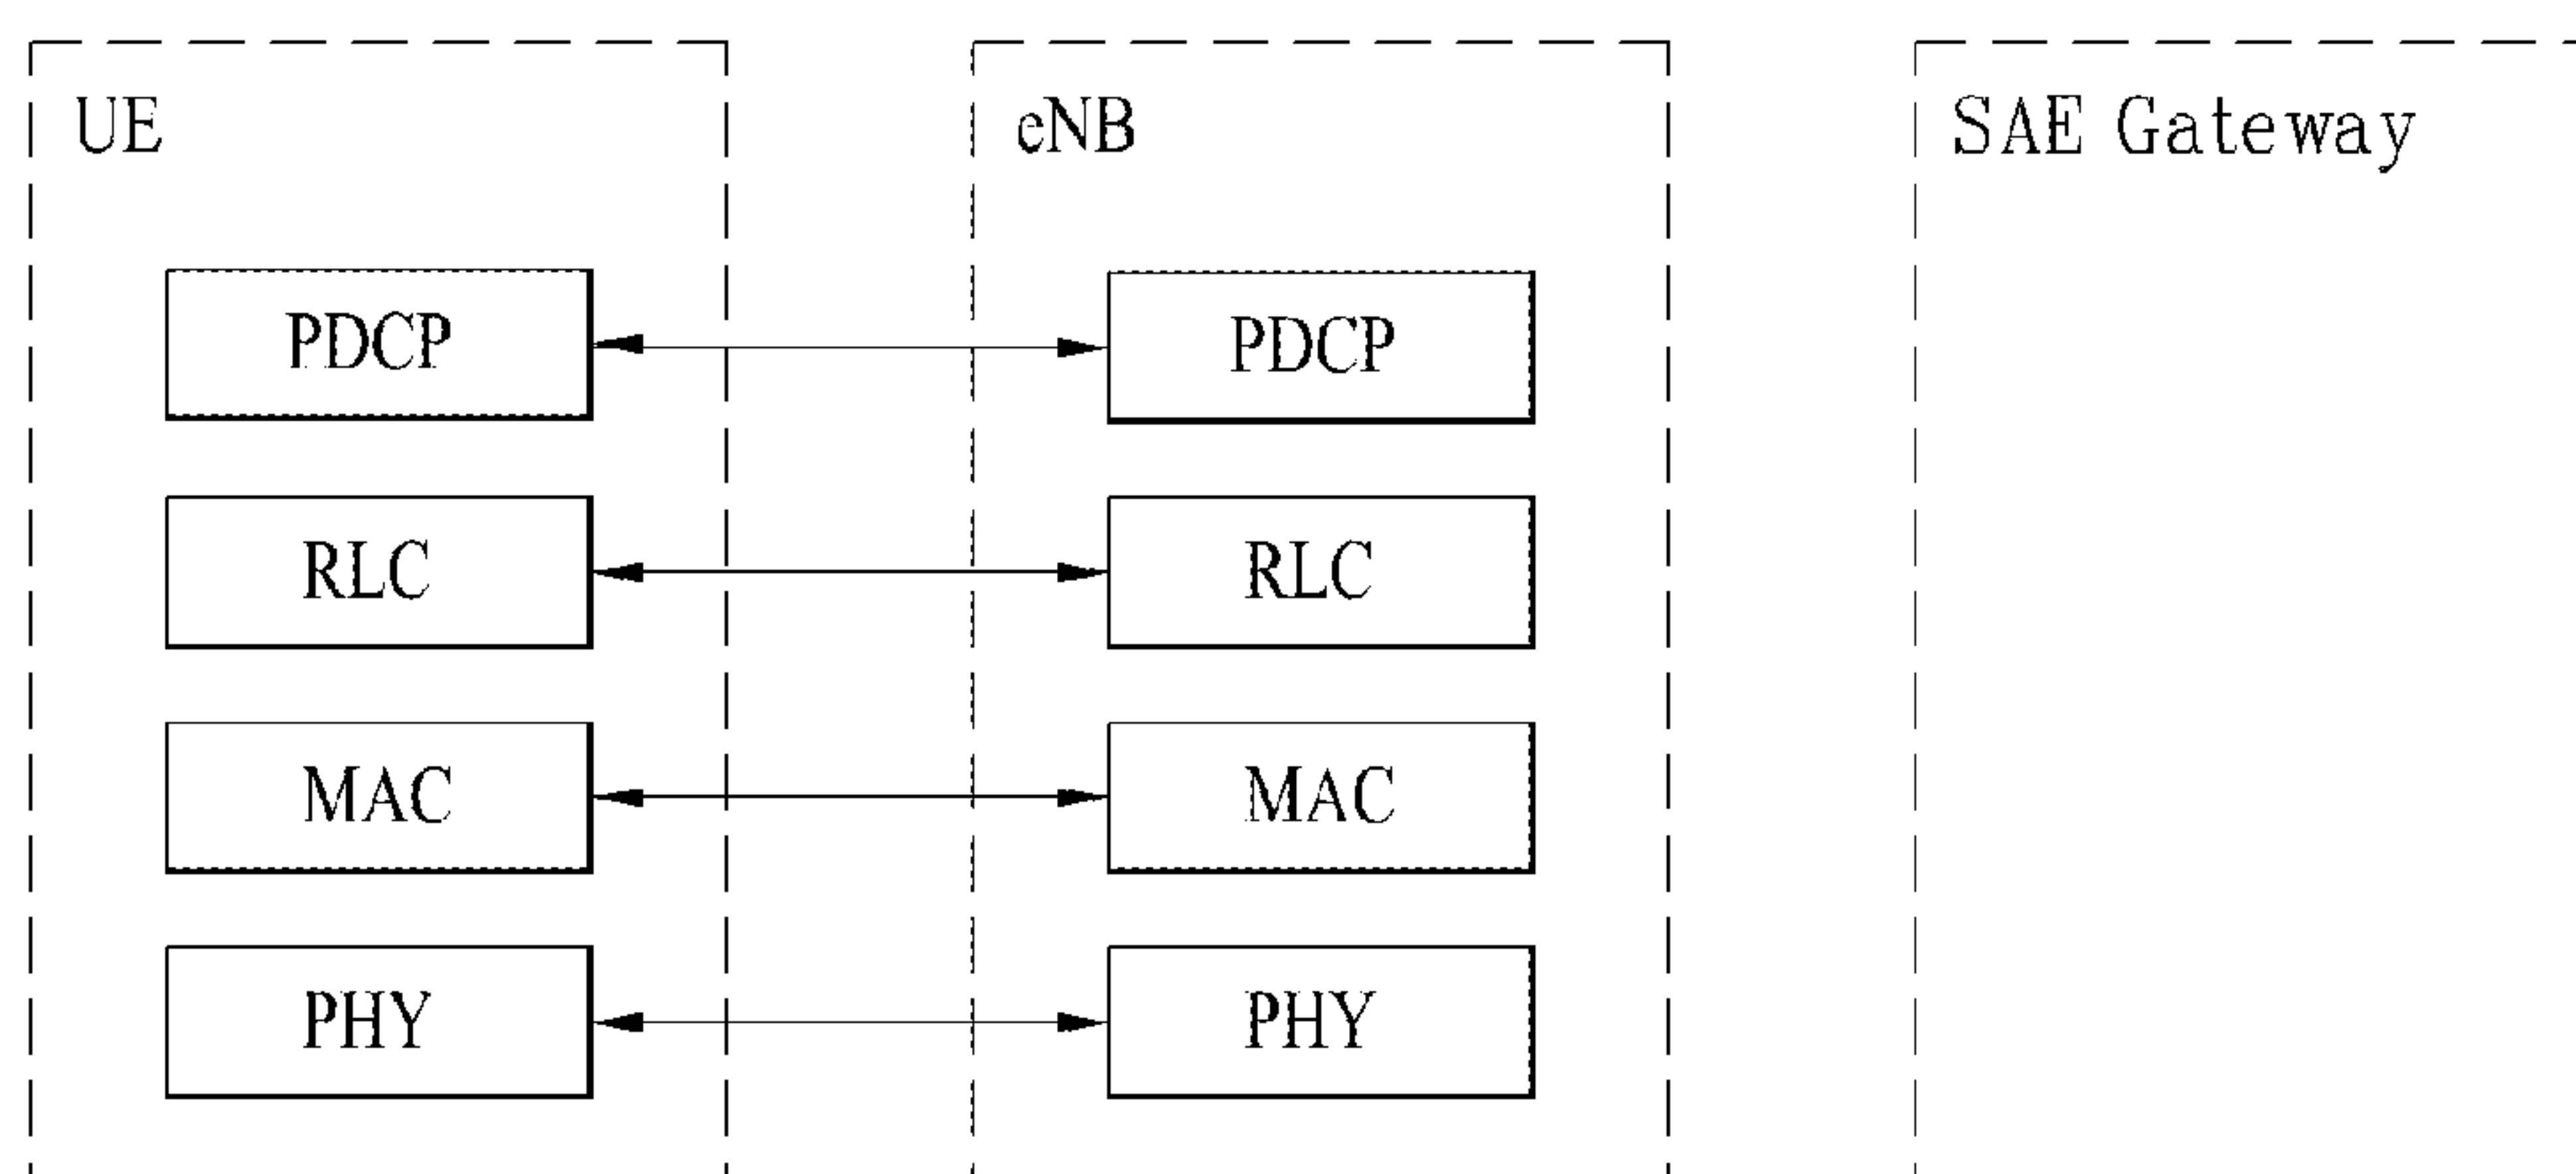 UE
eNB
SAE Gateway
PDCP
PDCP
RLC
RLC
MAC
MAC
PHY
PHY